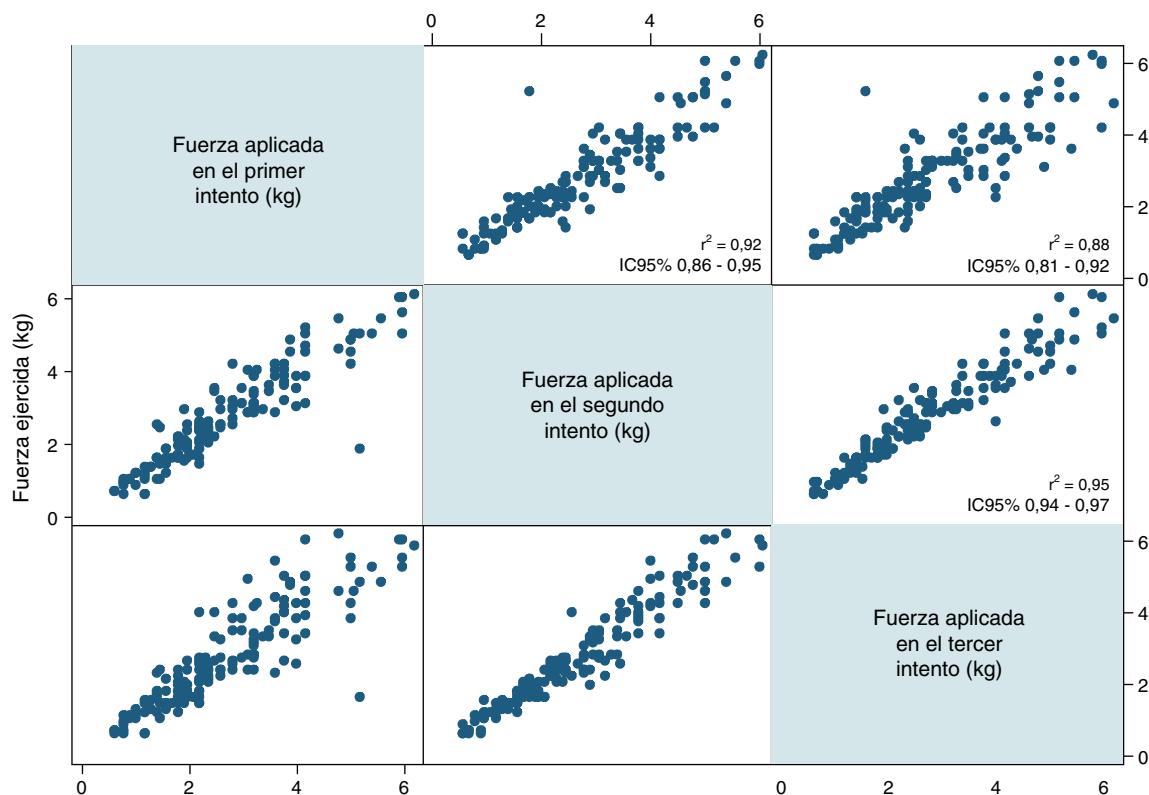 0 2 4 6
Fuerza aplicada
en el primer
intento (kg)
r² = 0,92
IC95% 0,86 - 0,95
r² = 0,88
IC95% 0,81 - 0,92
6
4
2
0
Fuerza ejercida (kg)
6
4
2
0
Fuerza aplicada
en el segundo
intento (kg)
r² = 0,95
IC95% 0,94 - 0,97
Fuerza aplicada
en el tercer
intento (kg)
6
4
2
0
0 2 4 6
0 2 4 6